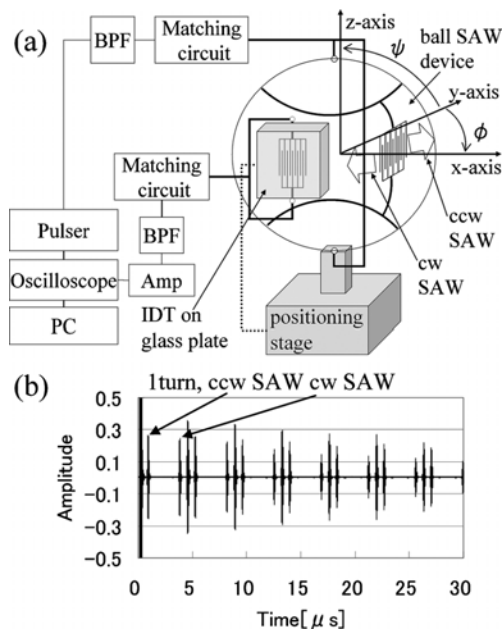 (a)
BPF
Matching
circuit
z-axis
ψ
ball SAW
device
y-axis
ϕ
x-axis
ccw
SAW
cw
SAW
Matching
circuit
BPF
Pulser
Oscilloscope
Amp
PC
IDT on
glass plate
positioning
stage
(b)
1turn, ccw SAW cw SAW
Amplitude
0.5
0.3
0.1
-0.1
-0.3
-0.5
0 5 10 15 20 25 30
Time[μs]